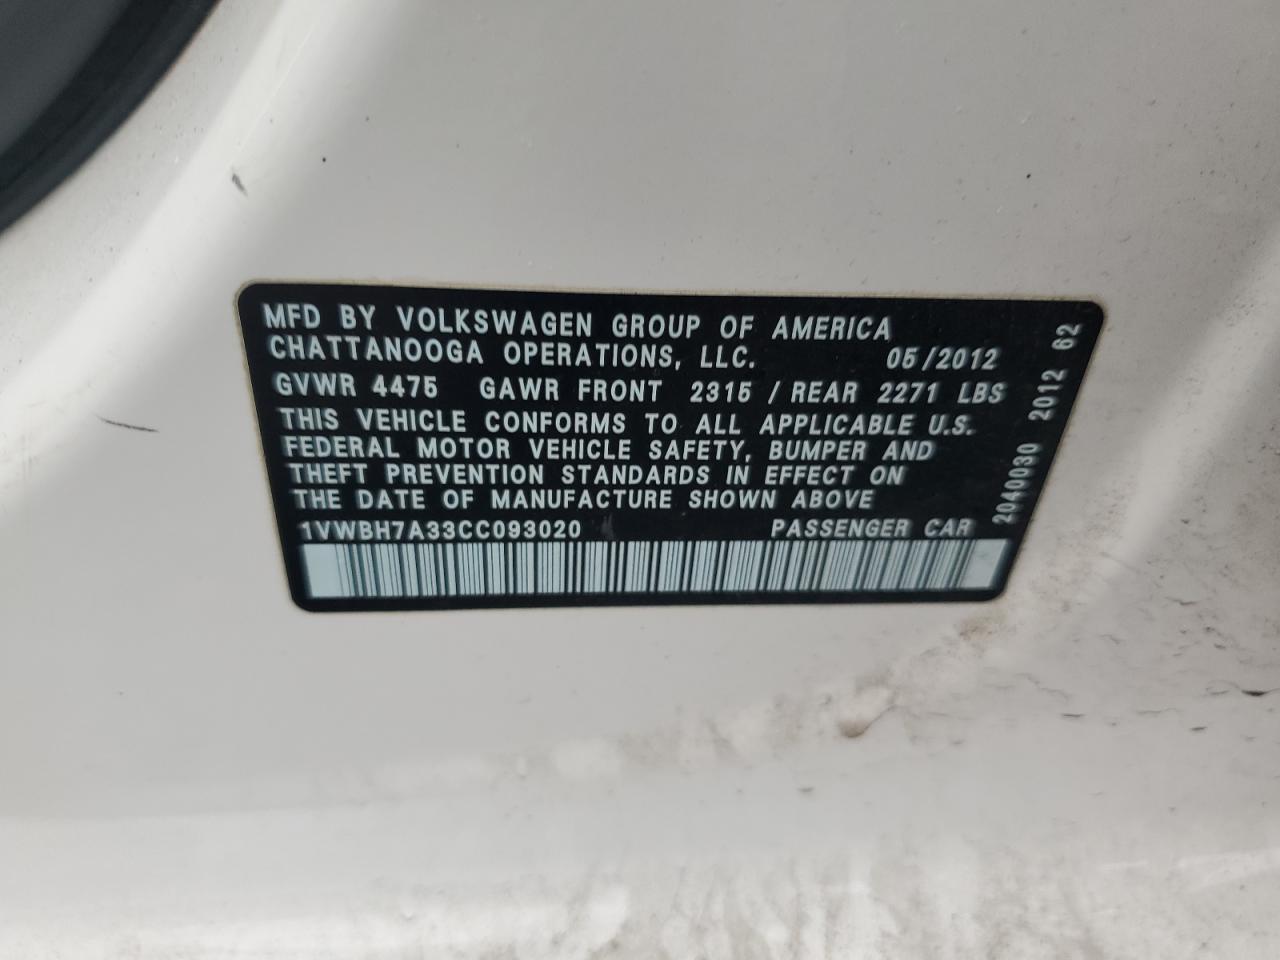 MFD BY VOLKSWAGEN GROUP OF AMERICA
CHATTANOOGA OPERATIONS, LLC. 05/2012
GVWR 4475 GAWR FRONT 2315 / REAR 2271 LBS
THIS VEHICLE CONFORMS TO ALL APPLICABLE U.S.
FEDERAL MOTOR VEHICLE SAFETY, BUMPER AND
THEFT PREVENTION STANDARDS IN EFFECT ON
THE DATE OF MANUFACTURE SHOWN ABOVE
1VWBH7A33CC093020 PASSENGER CAR
2040030 2012 62